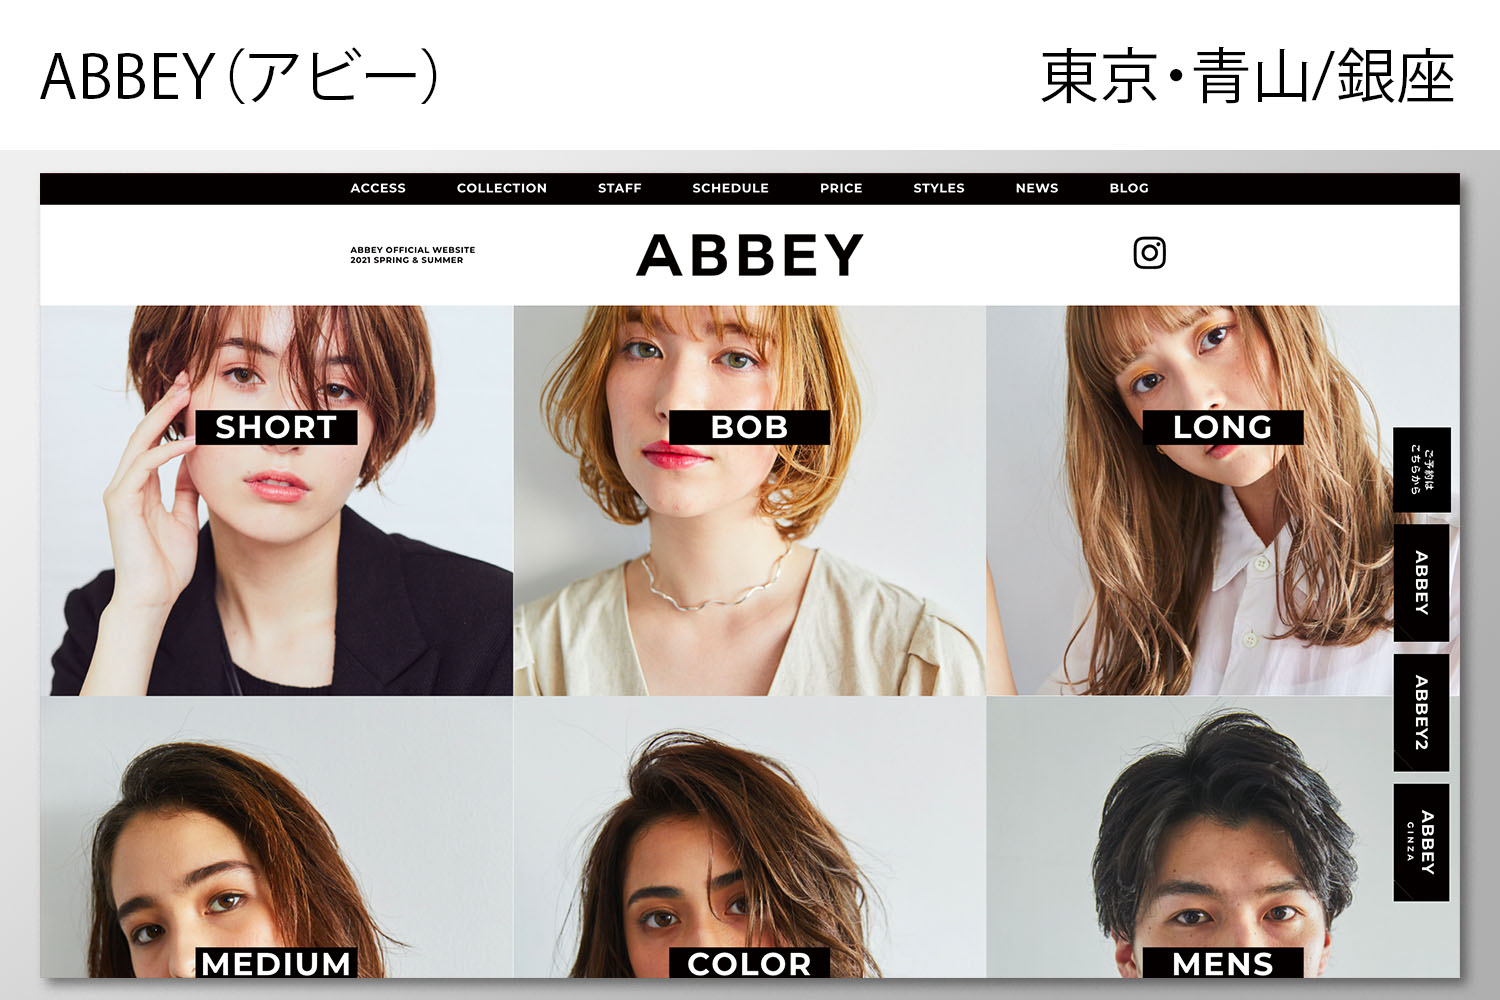 ABBEY（アビー）
東京・青山/銀座
ACCESS COLLECTION STAFF SCHEDULE PRICE STYLES NEWS BLOG
ABBEY OFFICIAL WEBSITE
2021 SPRING & SUMMER
ABBEY
SHORT
BOB
LONG
ご予約は
こちらから
ABBEY
ABBEY2
ABBEY
GINZA
MEDIUM
COLOR
MENS